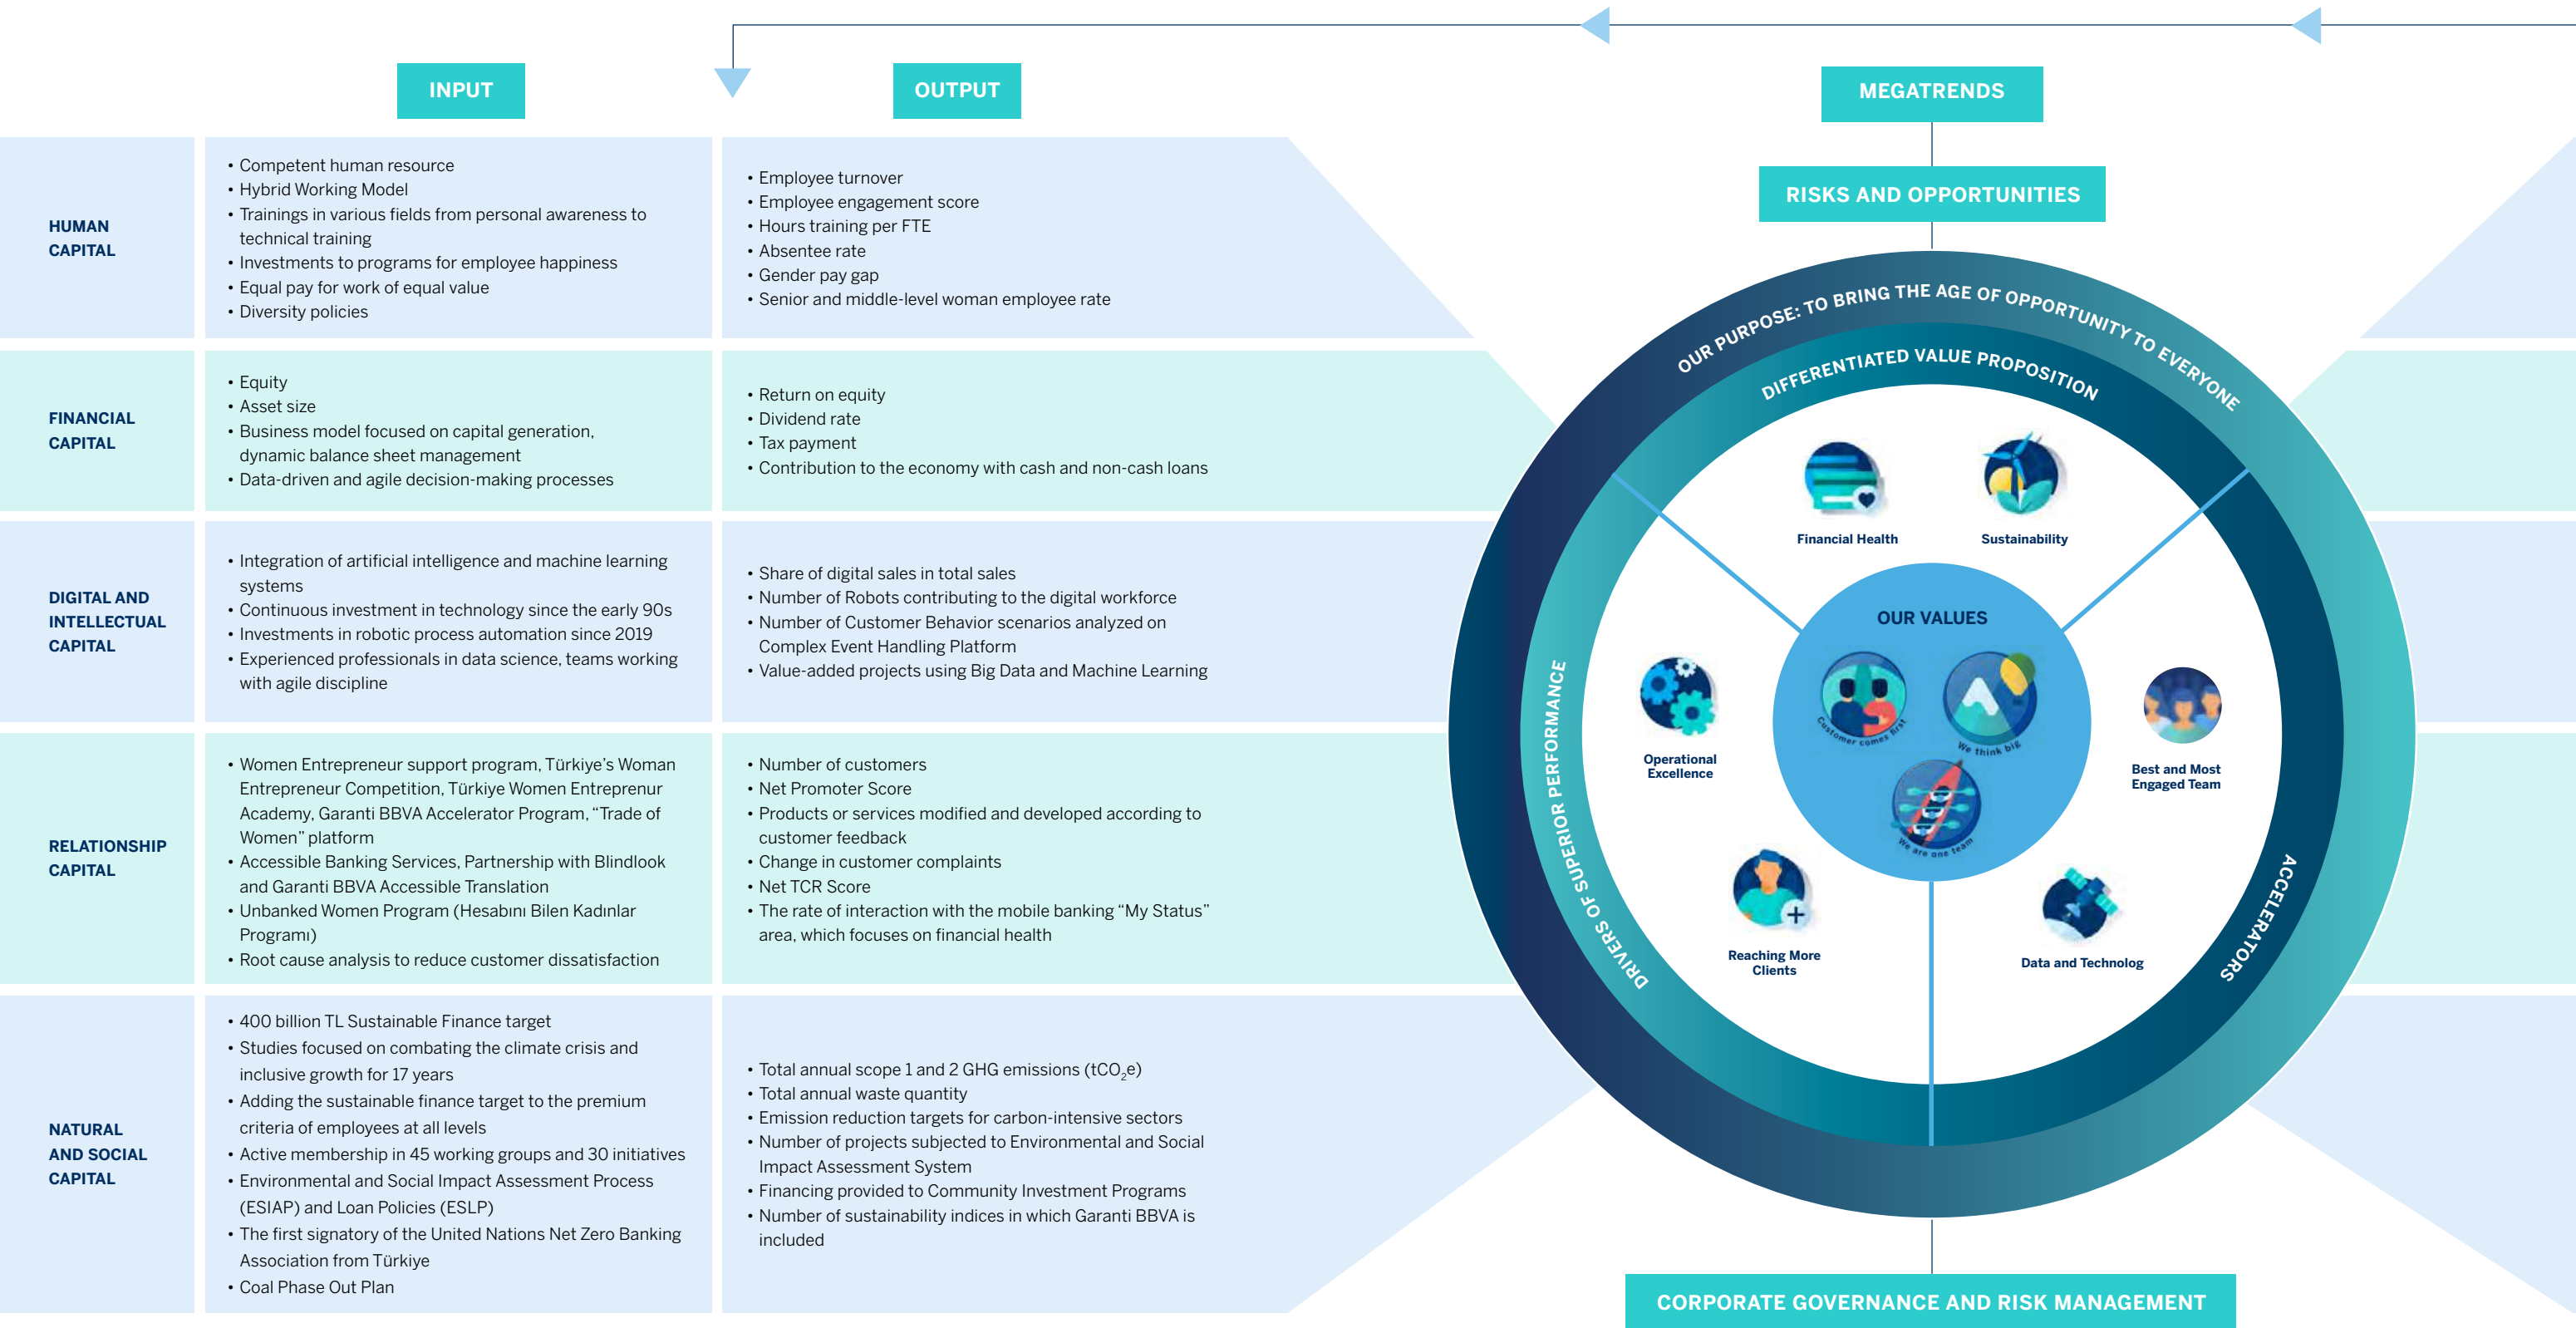 INPUT
OUTPUT
MEGATRENDS
RISKS AND OPPORTUNITIES
HUMAN
CAPITAL
• Competent human resource
• Hybrid Working Model
• Trainings in various fields from personal awareness to
technical training
• Investments to programs for employee happiness
• Equal pay for work of equal value
• Diversity policies
• Employee turnover
• Employee engagement score
• Hours training per FTE
• Absentee rate
• Gender pay gap
• Senior and middle-level woman employee rate
FINANCIAL
CAPITAL
• Equity
• Asset size
• Business model focused on capital generation,
dynamic balance sheet management
• Data-driven and agile decision-making processes
• Return on equity
• Dividend rate
• Tax payment
• Contribution to the economy with cash and non-cash loans
DIGITAL AND
INTELLECTUAL
CAPITAL
• Integration of artificial intelligence and machine learning
systems
• Continuous investment in technology since the early 90s
• Investments in robotic process automation since 2019
• Experienced professionals in data science, teams working
with agile discipline
• Share of digital sales in total sales
• Number of Robots contributing to the digital workforce
• Number of Customer Behavior scenarios analyzed on
Complex Event Handling Platform
• Value-added projects using Big Data and Machine Learning
RELATIONSHIP
CAPITAL
• Women Entrepreneur support program, Türkiye’s Woman
Entrepreneur Competition, Türkiye Women Entreprenur
Academy, Garanti BBVA Accelerator Program, “Trade of
Women” platform
• Accessible Banking Services, Partnership with Blindlook
and Garanti BBVA Accessible Translation
• Unbanked Women Program (Hesabını Bilen Kadınlar
Programı)
• Root cause analysis to reduce customer dissatisfaction
• Number of customers
• Net Promoter Score
• Products or services modified and developed according to
customer feedback
• Change in customer complaints
• Net TCR Score
• The rate of interaction with the mobile banking “My Status”
area, which focuses on financial health
NATURAL
AND SOCIAL
CAPITAL
• 400 billion TL Sustainable Finance target
• Studies focused on combating the climate crisis and
inclusive growth for 17 years
• Adding the sustainable finance target to the premium
criteria of employees at all levels
• Active membership in 45 working groups and 30 initiatives
• Environmental and Social Impact Assessment Process
(ESIAP) and Loan Policies (ESLP)
• The first signatory of the United Nations Net Zero Banking
Association from Türkiye
• Coal Phase Out Plan
• Total annual scope 1 and 2 GHG emissions (tCO₂e)
• Total annual waste quantity
• Emission reduction targets for carbon-intensive sectors
• Number of projects subjected to Environmental and Social
Impact Assessment System
• Financing provided to Community Investment Programs
• Number of sustainability indices in which Garanti BBVA is
included
OUR PURPOSE: TO BRING THE AGE OF OPPORTUNITY TO EVERYONE
DIFFERENTIATED VALUE PROPOSITION
Financial Health
Sustainability
OUR VALUES
Customer comes first
We think big
We are one team
DRIVERS OF SUPERIOR PERFORMANCE
Operational
Excellence
Reaching More
Clients
Best and Most
Engaged Team
Data and Technolog
ACCELERATORS
CORPORATE GOVERNANCE AND RISK MANAGEMENT